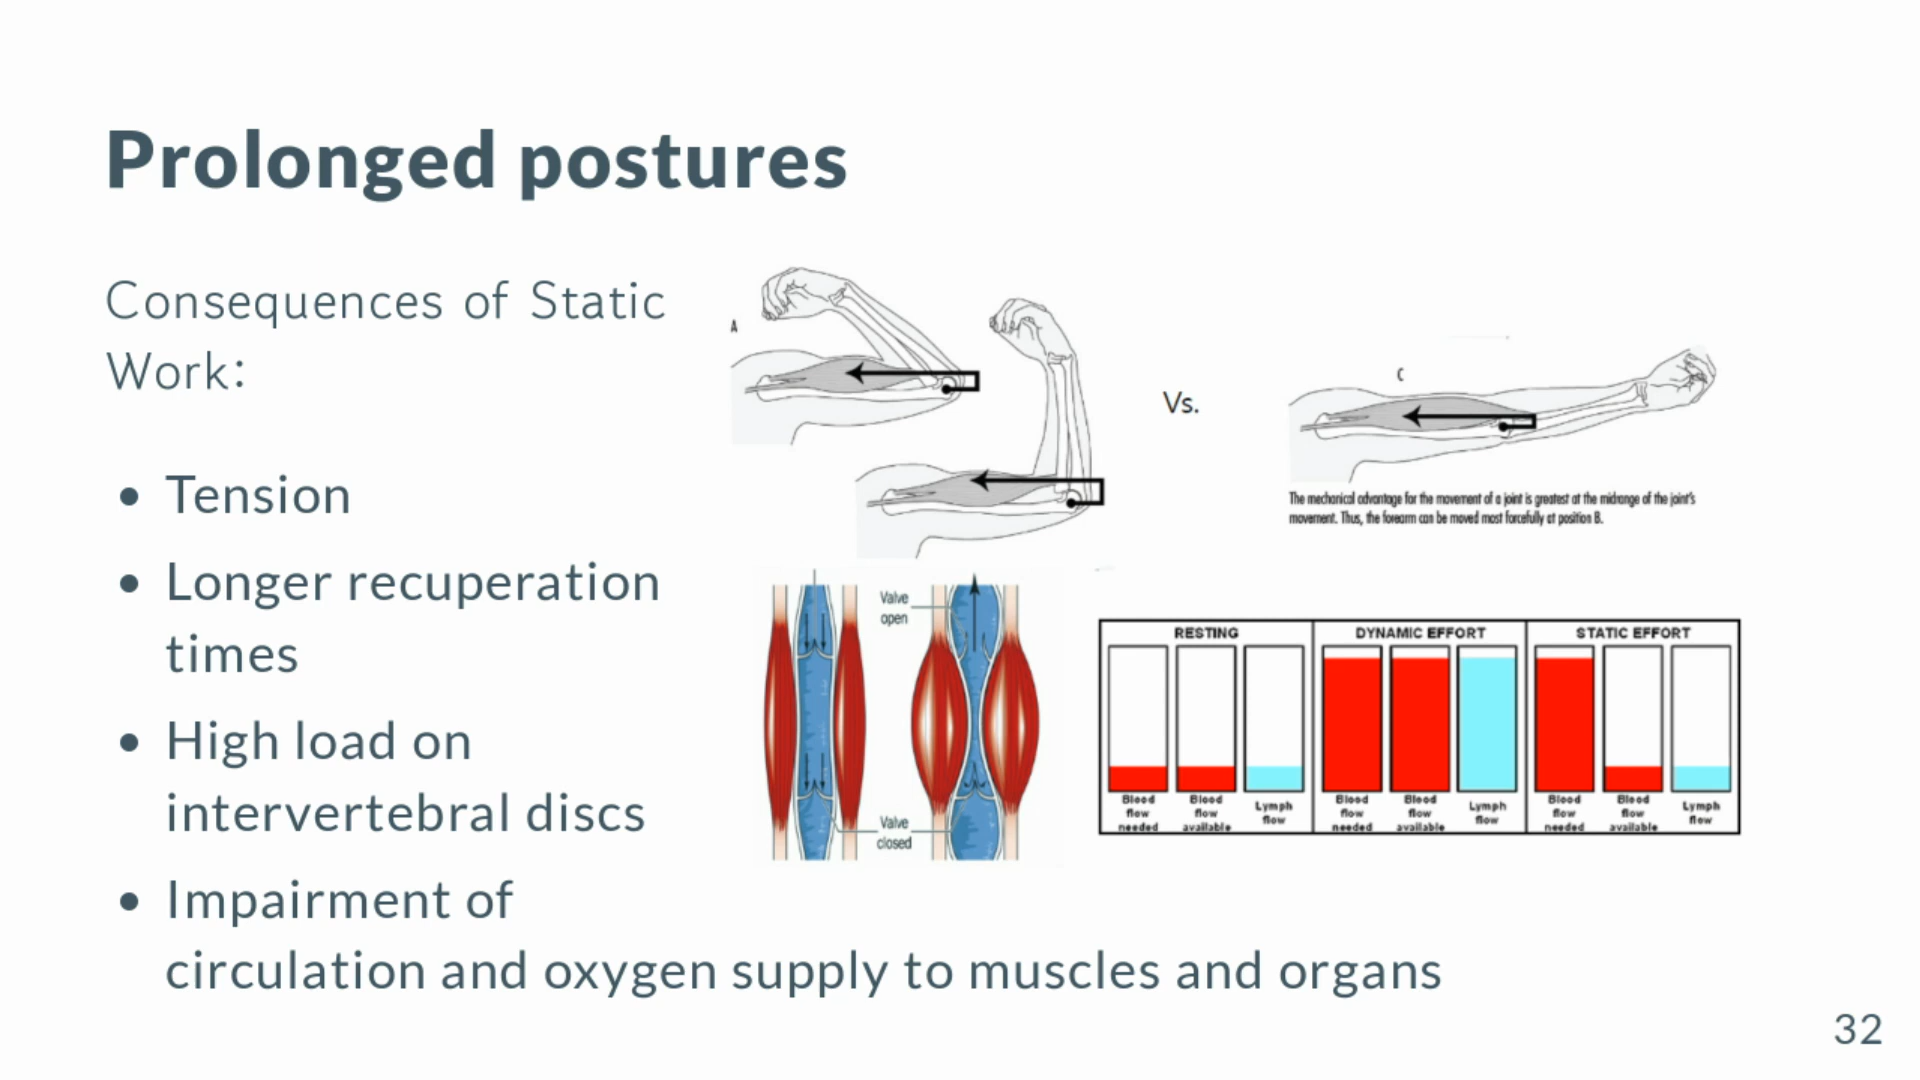 Prolonged postures
Consequences of Static
Work:
• Tension
• Longer recuperation
times
• High load on
intervertebral discs
• Impairment of
circulation and oxygen supply to muscles and organs
A
Vs.
C
The mechanical advantage for the movement of a joint is greatest at the midrange of the joint's
movement. Thus, the forearm can be moved most forcefully at position B.
Valve
open
Valve
closed
RESTING
DYNAMIC EFFORT
STATIC EFFORT
Blood
flow
needed
Blood
flow
available
Lymph
flow
Blood
flow
needed
Blood
flow
available
Lymph
flow
Blood
flow
needed
Blood
flow
available
Lymph
flow
32